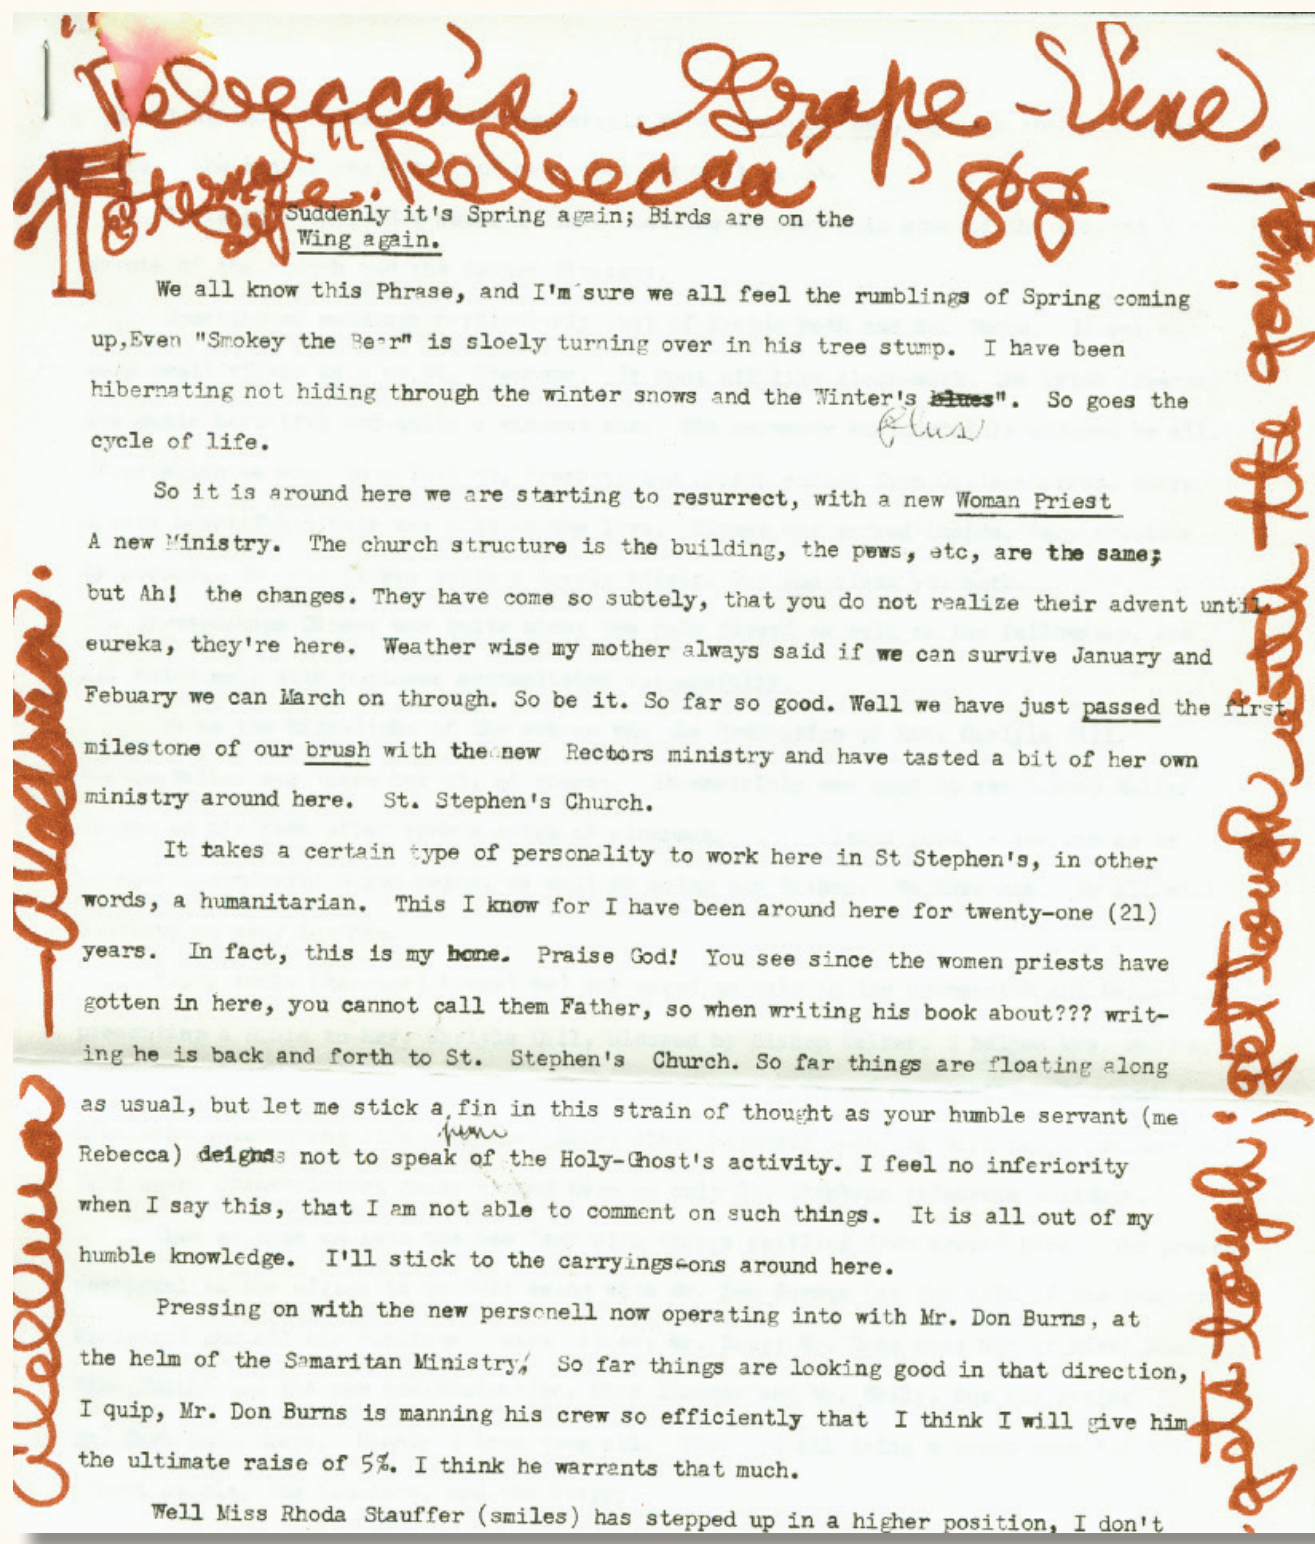 Rebecca's Grape-Vine.
Eternal Life. "Rebecca",
Suddenly it's Spring again; Birds are on the
Wing again.
We all know this Phrase, and I'm sure we all feel the rumblings of Spring coming
up,Even "Smokey the Bear" is sloely turning over in his tree stump. I have been
hibernating not hiding through the winter snows and the Winter's blues". So goes the
blues
cycle of life.
So it is around here we are starting to resurrect, with a new Woman Priest
A new Ministry. The church structure is the building, the pews, etc, are the same;
but Ah! the changes. They have come so subtely, that you do not realize their advent until
eureka, they're here. Weather wise my mother always said if we can survive January and
Febuary we can March on through. So be it. So far so good. Well we have just passed the first
milestone of our brush with the new Rectors ministry and have tasted a bit of her own
ministry around here. St. Stephen's Church.
It takes a certain type of personality to work here in St Stephen's, in other
words, a humanitarian. This I know for I have been around here for twenty-one (21)
years. In fact, this is my home. Praise God! You see since the women priests have
gotten in here, you cannot call them Father, so when writing his book about??? writ-
ing he is back and forth to St. Stephen's Church. So far things are floating along
as usual, but let me stick a fin in this strain of thought as your humble servant (me
Rebecca) deigns not to speak of the Holy-Ghost's activity. I feel no inferiority
when I say this, that I am not able to comment on such things. It is all out of my
humble knowledge. I'll stick to the carryings-ons around here.
Pressing on with the new personell now operating into with Mr. Don Burns, at
the helm of the Samaritan Ministry, So far things are looking good in that direction,
I quip, Mr. Don Burns is manning his crew so efficiently that I think I will give him
the ultimate raise of 5%. I think he warrants that much.
Well Miss Rhoda Stauffer (smiles) has stepped up in a higher position, I don't
Alleluia — Alleluia.
gets tough; get tough with the going!